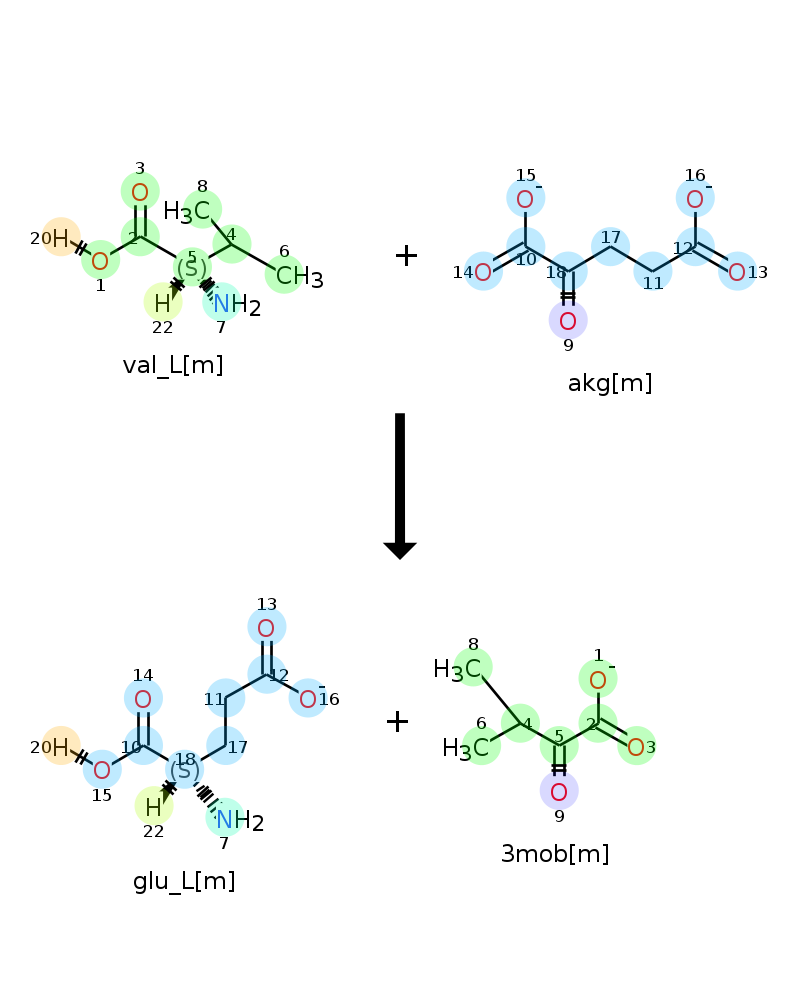 3 8
O H3C
20H O 2 5 (S) 4 6 CH3
1 H NH2
22 7
val_L[m]
+
15 16
O- O-
14O 10 18 17 11 12 O13
O
9
akg[m]
13
O
14 12
O 11 O- 16
20H O 10 18 (S) 17
15 H NH2
22 7
glu_L[m]
+
8 1
H3C O-
6 4 5 2
H3C O3
O
9
3mob[m]